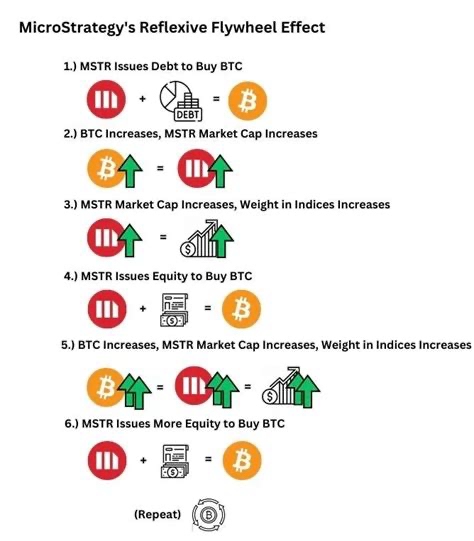 MicroStrategy's Reflexive Flywheel Effect
1.) MSTR Issues Debt to Buy BTC
+
DEBT
=
2.) BTC Increases, MSTR Market Cap Increases
=
3.) MSTR Market Cap Increases, Weight in Indices Increases
=
4.) MSTR Issues Equity to Buy BTC
+
=
5.) BTC Increases, MSTR Market Cap Increases, Weight in Indices Increases
=
=
6.) MSTR Issues More Equity to Buy BTC
+
=
(Repeat)